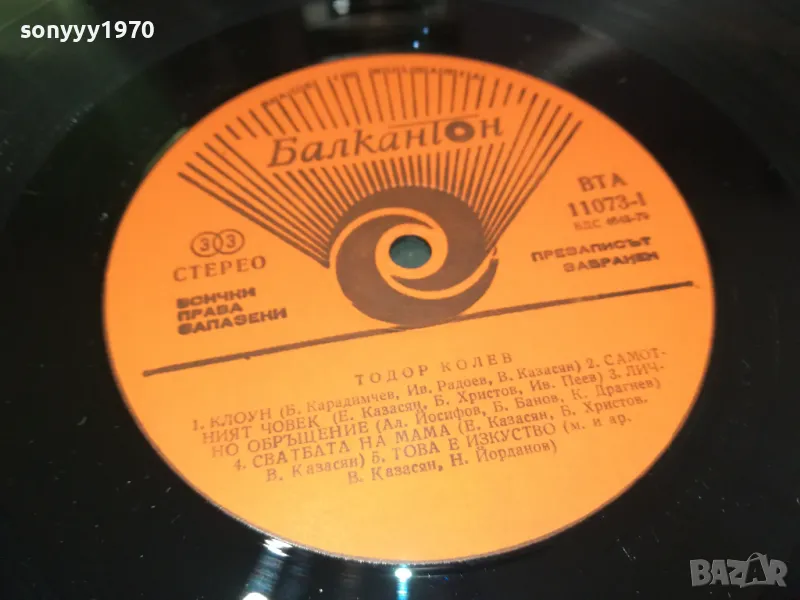 sonyyy1970
Балкантон
ВТА
11073-1
33
СТЕРЕО
ПРЕЗАПИСЪТ
ЗАБРАНЕН
ВСИЧКИ
ПРАВА
ЗАПАЗЕНИ
ТОДОР КОЛЕВ
1. КЛОУН (Б. Карадимчев, Ив. Радоев, В. Казасян) 2. САМОТ-
НИЯТ ЧОВЕК (Е. Казасян, Б. Христов, Ив. Пеев) 3. ЛИЧ-
НО ОБРЪЩЕНИЕ (Ал. Йосифов, Б. Банов, К. Драгнев)
4. СВАТБАТА НА МАМА (Е. Казасян, Б. Христов,
В. Казасян) 5. ТОВА Е ИЗКУСТВО (м. и ар.
В. Казасян, Н. Йорданов)
BAZAR